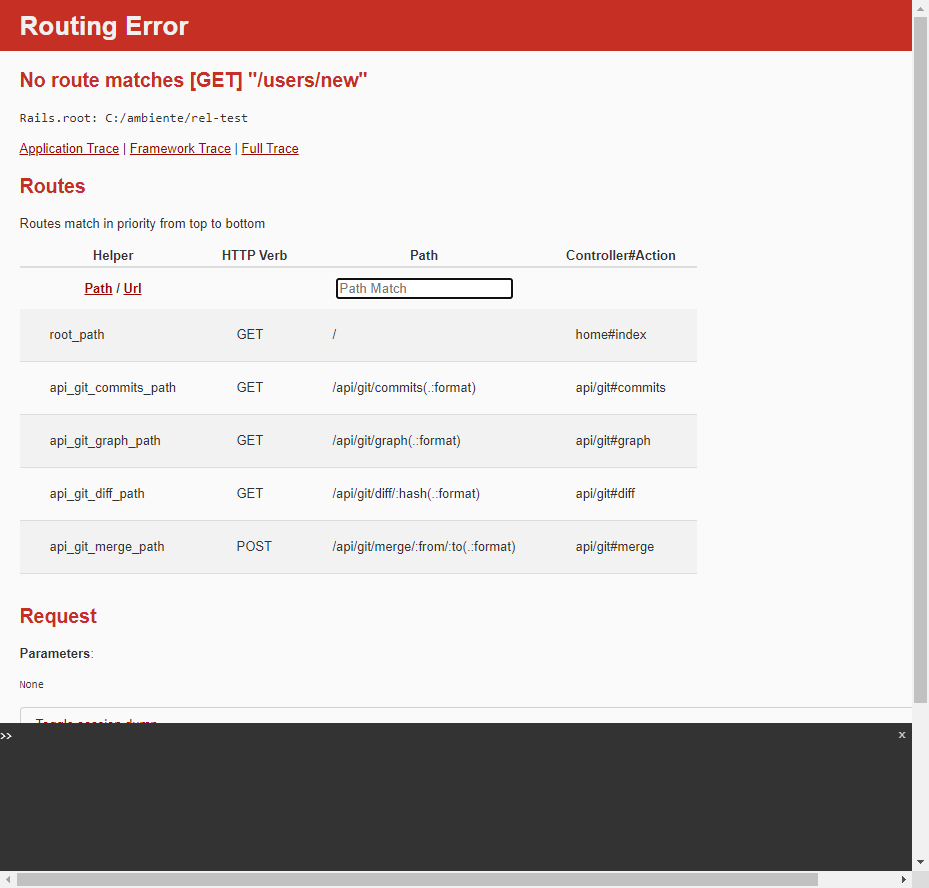 Routing Error
No route matches [GET] "/users/new"
Rails.root: C:/ambiente/rel-test
Application Trace | Framework Trace | Full Trace
Routes
Routes match in priority from top to bottom
Helper HTTP Verb Path Controller#Action
Path / Url Path Match
root_path GET / home#index
api_git_commits_path GET /api/git/commits(.:format) api/git#commits
api_git_graph_path GET /api/git/graph(.:format) api/git#graph
api_git_diff_path GET /api/git/diff/:hash(.:format) api/git#diff
api_git_merge_path POST /api/git/merge/:from/:to(.:format) api/git#merge
Request
Parameters:
None
Toggle session dump
>> x